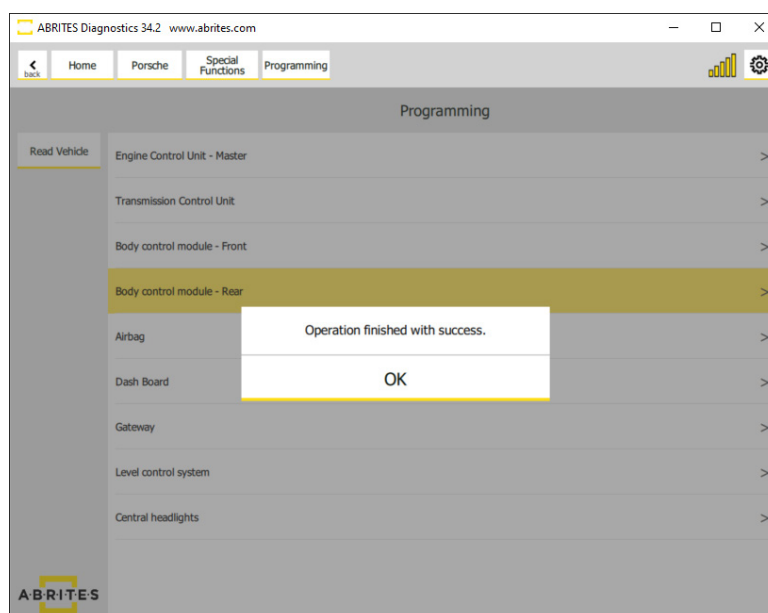 ABRITES Diagnostics 34.2 www.abrites.com
back
Home
Porsche
Special
Functions
Programming
Programming
Read Vehicle
Engine Control Unit - Master
Transmission Control Unit
Body control module - Front
Body control module - Rear
Operation finished with success.
Airbag
OK
Dash Board
Gateway
Level control system
Central headlights
A·B·R·I·T·E·S